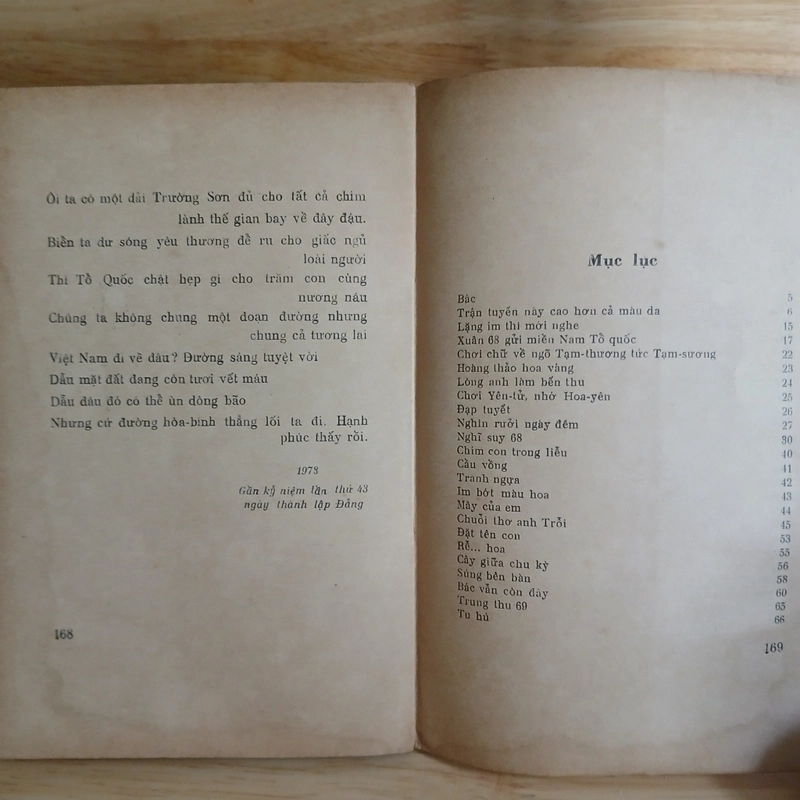 Ôi ta có một dải Trường Sơn đủ cho tất cả chim
lành thế gian bay về đây đậu.
Biển ta dư sóng yêu thương để ru cho giấc ngủ
loài người
Thì Tổ Quốc chật hẹp gì cho trăm con cùng
nương náu
Chúng ta không chung một đoạn đường nhưng
chung cả tương lai
Việt Nam đi về đâu? Đường sáng tuyệt vời
Dẫu mặt đất đang còn tươi vết máu
Dẫu đâu đó có thể ùn dông bão
Nhưng cứ đường hòa-bình thẳng lối ta đi. Hạnh
phúc thấy rồi.
1973
Gần kỷ niệm lần thứ 43
ngày thành lập Đảng
168
Mục lục
Bác 5
Trận tuyến này cao hơn cả màu da 6
Lặng im thì mới nghe 15
Xuân 68 gửi miền Nam Tổ quốc 17
Chơi chữ về ngõ Tạm-thương tức Tạm-sương 22
Hoàng thảo hoa vàng 23
Lòng anh làm bến thu 24
Chơi Yên-tử, nhớ Hoa-yên 25
Đạp tuyết 26
Nghìn rưởi ngày đêm 27
Nghĩ suy 68 30
Chim con trong liễu 40
Cầu vồng 41
Tranh ngựa 42
Im bớt màu hoa 43
Mây của em 44
Chuỗi thơ anh Trỗi 45
Đặt tên con 53
Rễ... hoa 55
Cây giữa chu kỳ 56
Súng bên bàn 58
Bác vẫn còn đây 60
Trung thu 69 65
Tu hú 66
169